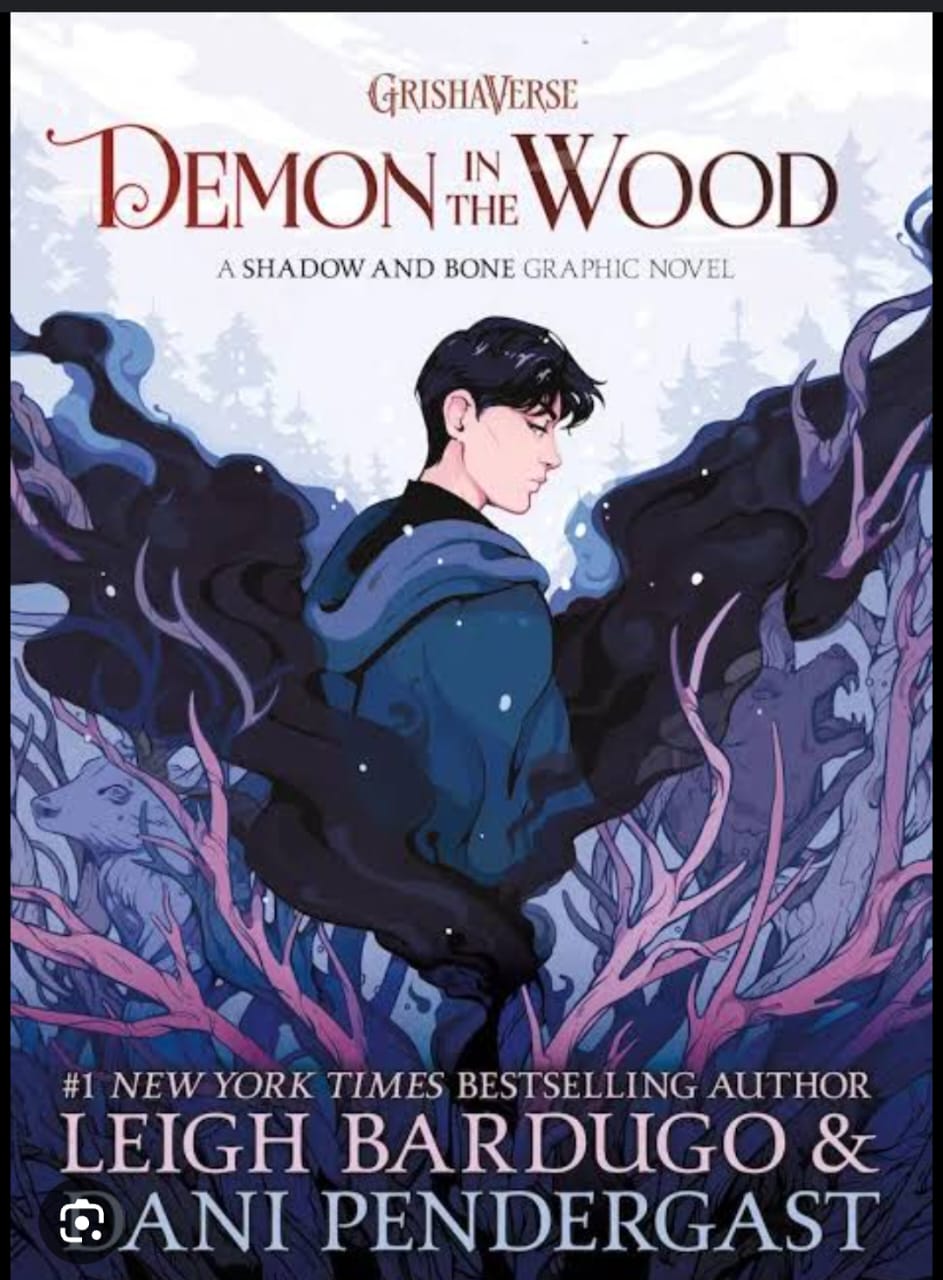 GRISHAVERSE
DEMON IN THE WOOD
A SHADOW AND BONE GRAPHIC NOVEL
#1 NEW YORK TIMES BESTSELLING AUTHOR
LEIGH BARDUGO &
DANI PENDERGAST